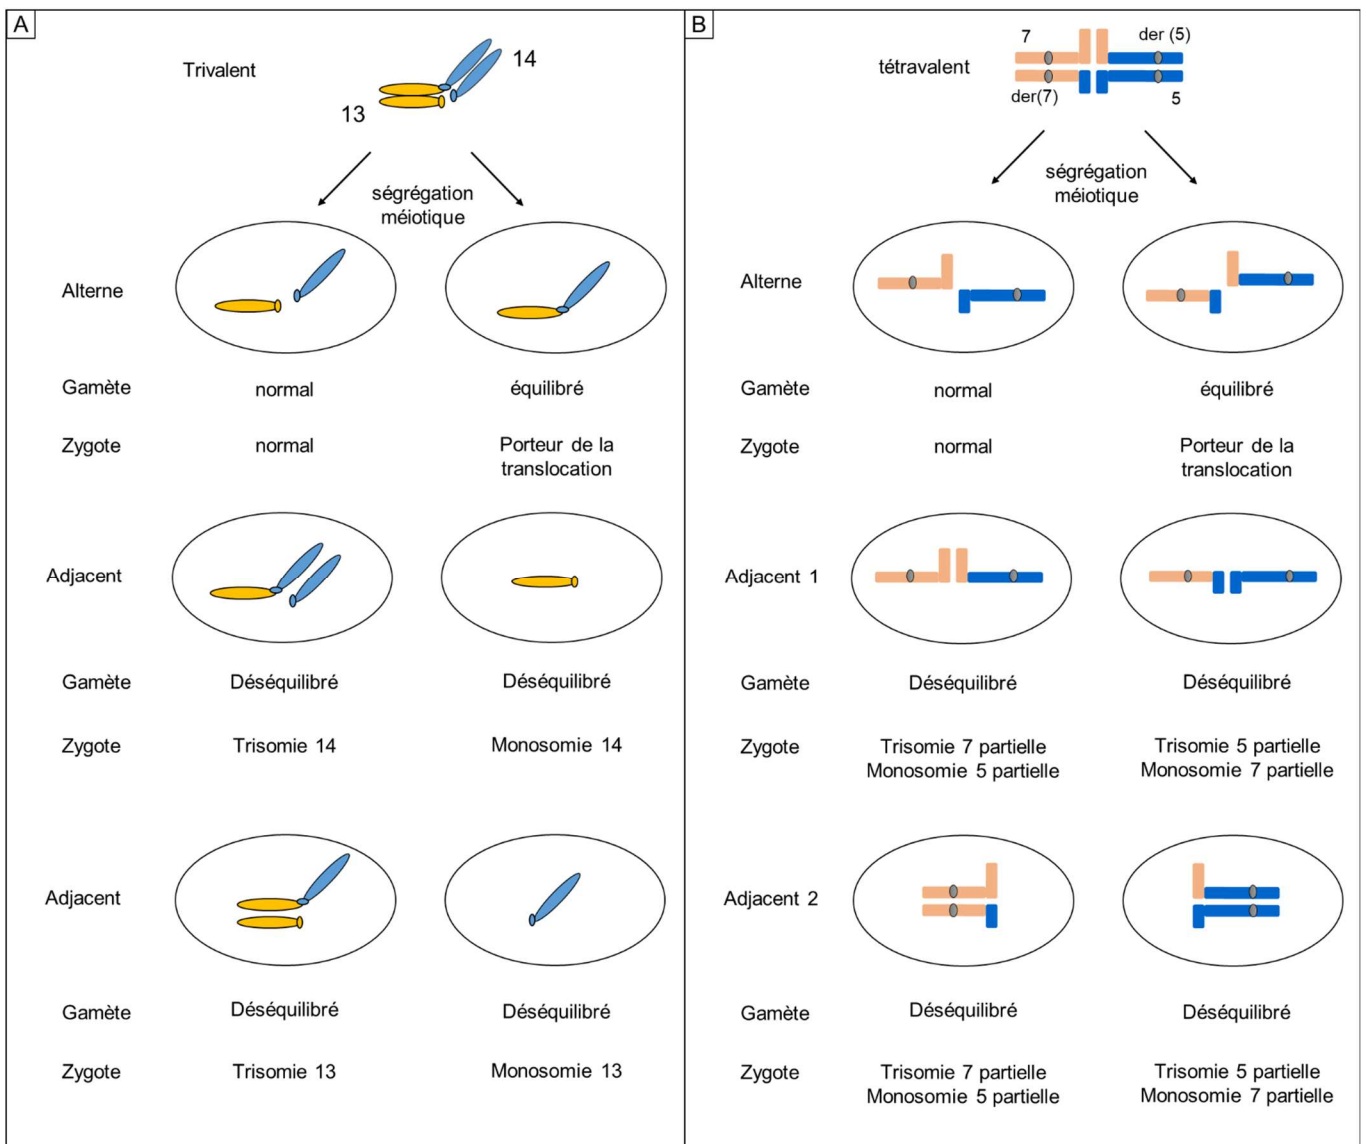 A
Trivalent
14
13
ségrégation
méiotique
Alterne
Gamète normal équilibré
Zygote normal Porteur de la
translocation
Adjacent
Gamète Déséquilibré Déséquilibré
Zygote Trisomie 14 Monosomie 14
Adjacent
Gamète Déséquilibré Déséquilibré
Zygote Trisomie 13 Monosomie 13
B
7 der (5)
tétravalent
der(7) 5
ségrégation
méiotique
Alterne
Gamète normal équilibré
Zygote normal Porteur de la
translocation
Adjacent 1
Gamète Déséquilibré Déséquilibré
Zygote Trisomie 7 partielle Trisomie 5 partielle
Monosomie 5 partielle Monosomie 7 partielle
Adjacent 2
Gamète Déséquilibré Déséquilibré
Zygote Trisomie 7 partielle Trisomie 5 partielle
Monosomie 5 partielle Monosomie 7 partielle